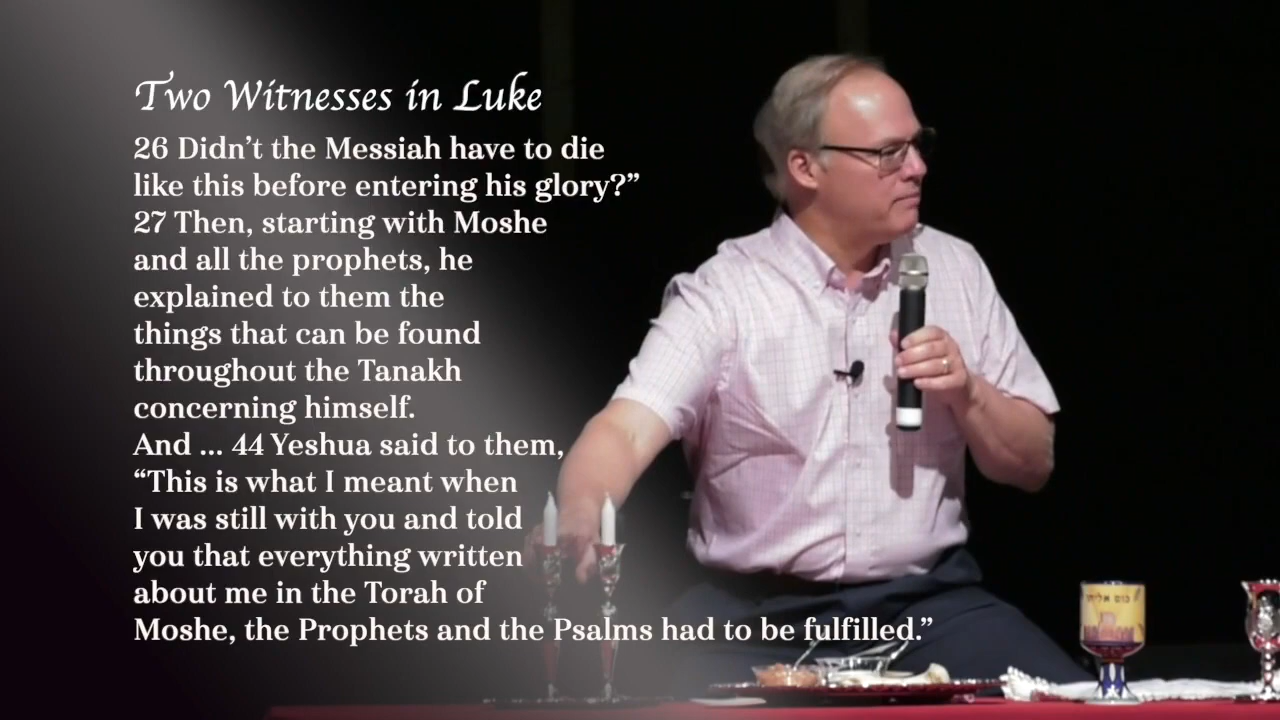 Two Witnesses in Luke
26 Didn’t the Messiah have to die
like this before entering his glory?”
27 Then, starting with Moshe
and all the prophets, he
explained to them the
things that can be found
throughout the Tanakh
concerning himself.
And ... 44 Yeshua said to them,
“This is what I meant when
I was still with you and told
you that everything written
about me in the Torah of
Moshe, the Prophets and the Psalms had to be fulfilled.”
כוס אליהו